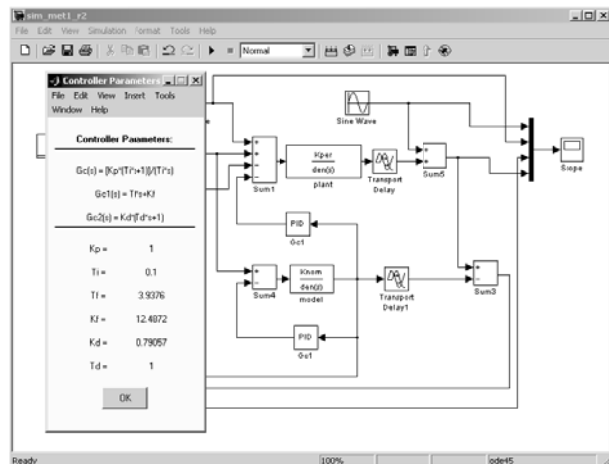 sim_met1_r2
File Edit View Simulation Format Tools Help
Normal
Controller Parameters
File Edit View Insert Tools
Window Help
Controller Parameters:
Gc(s) = [Kp*(Ti*s+1)]/(Ti*s)
Gc1(s) = Tf*s+Kf
Gc2(s) = Kd*(Td*s+1)
Kp = 1
Ti = 0.1
Tf = 3.9376
Kf = 12.4872
Kd = 0.79057
Td = 1
OK
Sine Wave
Sum1
Kper
den(s)
plant
Transport
Delay
Sum5
Slope
PID
Gc1
Sum4
Knom
den(s)
model
Transport
Delay1
Sum3
PID
Gc1
Ready
100%
ode45